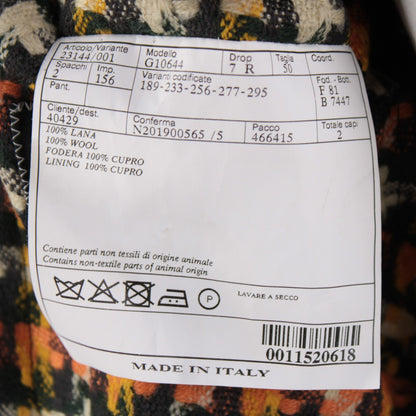 Articolo/Variante Modello Drop Taglia Coord.
23144/001 G10644 7 R 50
Spacchi Imp. Varianti codificate Fod. - Bott.
2 156 189-233-256-277-295 F 81
Pant. B 7447
Cliente/dest. Conferma Pacco Totale capi
40429 N201900565 /5 466415 2
100% LANA
100% WOOL
FODERA 100% CUPRO
LINING 100% CUPRO
Contiene parti non tessili di origine animale
Contains non-textile parts of animal origin
P LAVARE A SECCO
0011520618
MADE IN ITALY